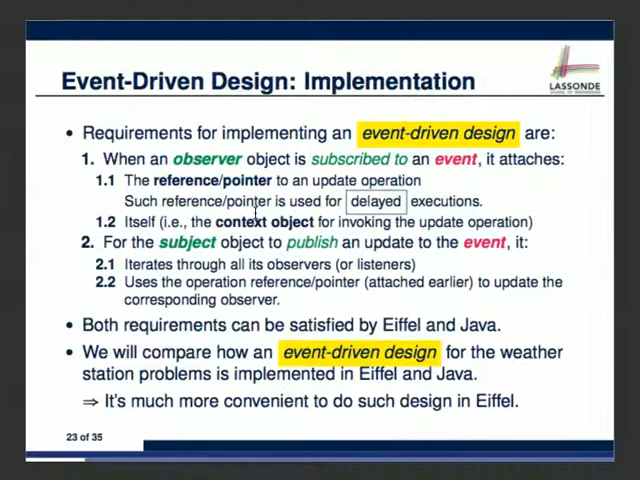 Event-Driven Design: Implementation
LASSONDE
• Requirements for implementing an event-driven design are:
1. When an observer object is subscribed to an event, it attaches:
1.1 The reference/pointer to an update operation
Such reference/pointer is used for delayed executions.
1.2 Itself (i.e., the context object for invoking the update operation)
2. For the subject object to publish an update to the event, it:
2.1 Iterates through all its observers (or listeners)
2.2 Uses the operation reference/pointer (attached earlier) to update the
corresponding observer.
• Both requirements can be satisfied by Eiffel and Java.
• We will compare how an event-driven design for the weather
station problems is implemented in Eiffel and Java.
⇒ It's much more convenient to do such design in Eiffel.
23 of 35